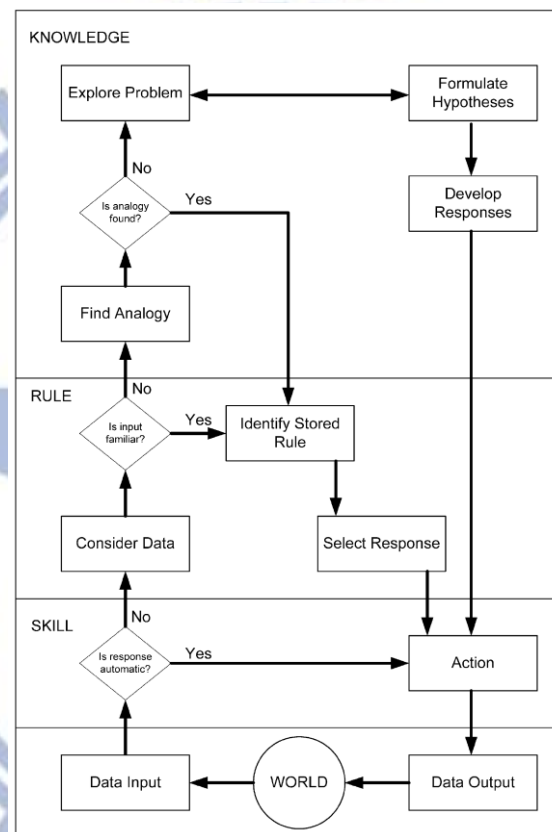 KNOWLEDGE
Explore Problem
Formulate
Hypotheses
No
Is analogy
found?
Yes
Develop
Responses
Find Analogy
No
RULE
Is input
familiar?
Yes
Identify Stored
Rule
Consider Data
Select Response
No
SKILL
Is response
automatic?
Yes
Action
Data Input
WORLD
Data Output